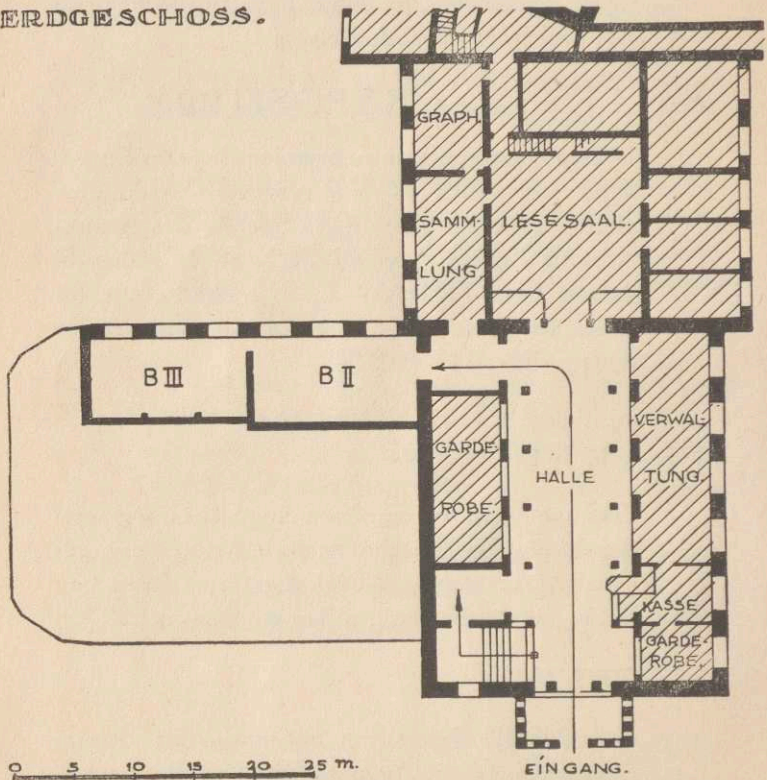 ERDGESCHOSS.
GRAPH.
SAMM-
LUNG
LESESAAL.
B III
B II
GARDE-
ROBE.
HALLE
VERWAL-
TUNG.
KASSE
GARDE-
ROBE.
EINGANG.
0 5 10 15 20 25 m.